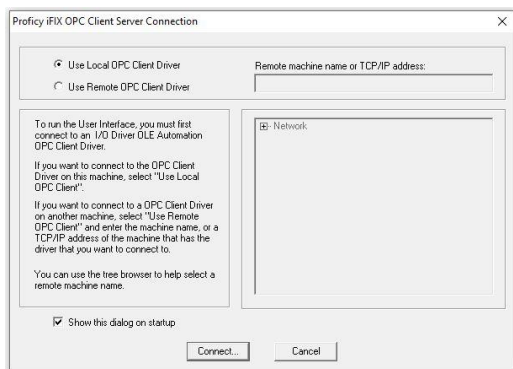 Proficy iFIX OPC Client Server Connection
Use Local OPC Client Driver
Use Remote OPC Client Driver
Remote machine name or TCP/IP address:
To run the User Interface, you must first
connect to an I/O Driver OLE Automation
OPC Client Driver.
If you want to connect to the OPC Client
Driver on this machine, select "Use Local
OPC Client".
If you want to connect to a OPC Client Driver
on another machine, select "Use Remote
OPC Client" and enter the machine name, or a
TCP/IP address of the machine that has the
driver that you want to connect to.
You can use the tree browser to help select a
remote machine name.
Network
Show this dialog on startup
Connect...
Cancel